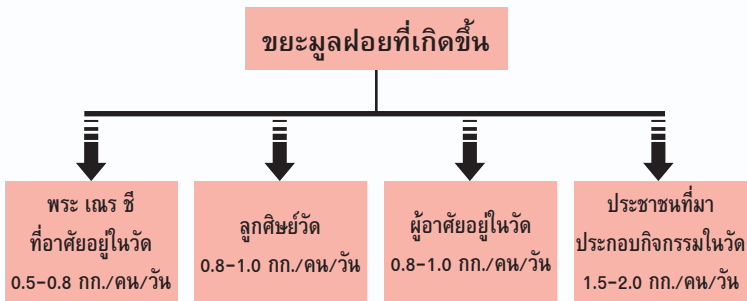 ขยะมูลฝอยที่เกิดขึ้น
พระ เณร ชี
ที่อาศัยอยู่ในวัด
0.5-0.8 กก./คน/วัน
ลูกศิษย์วัด
0.8-1.0 กก./คน/วัน
ผู้อาศัยอยู่ในวัด
0.8-1.0 กก./คน/วัน
ประชาชนที่มา
ประกอบกิจกรรมในวัด
1.5-2.0 กก./คน/วัน